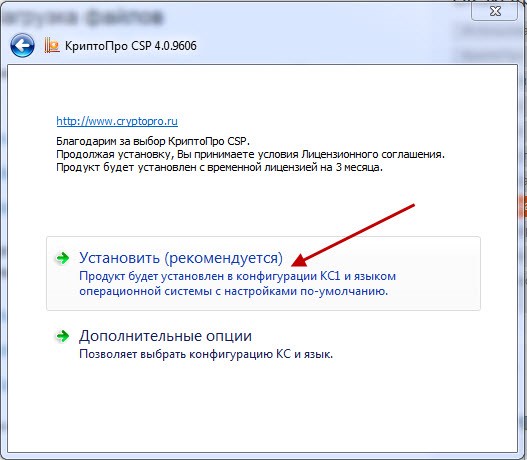 агрузка файлов
КриптоПро CSP 4.0.9606
http://www.cryptopro.ru
Благодарим за выбор КриптоПро CSP.
Продолжая установку, Вы принимаете условия Лицензионного соглашения.
Продукт будет установлен с временной лицензией на 3 месяца.
Установить (рекомендуется)
Продукт будет установлен в конфигурации КС1 и языком
операционной системы с настройками по-умолчанию.
Дополнительные опции
Позволяет выбрать конфигурацию КС и язык.